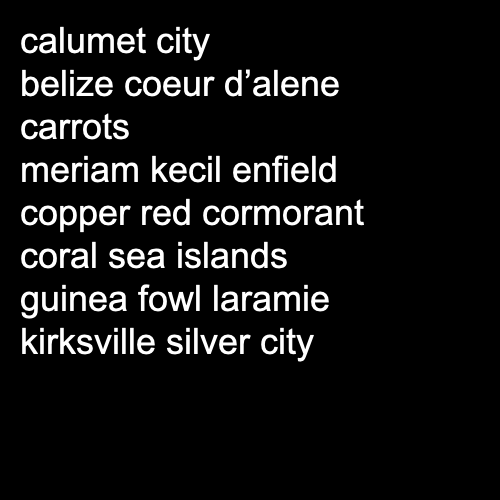 calumet city
belize coeur d’alene
carrots
meriam kecil enfield
copper red cormorant
coral sea islands
guinea fowl laramie
kirksville silver city